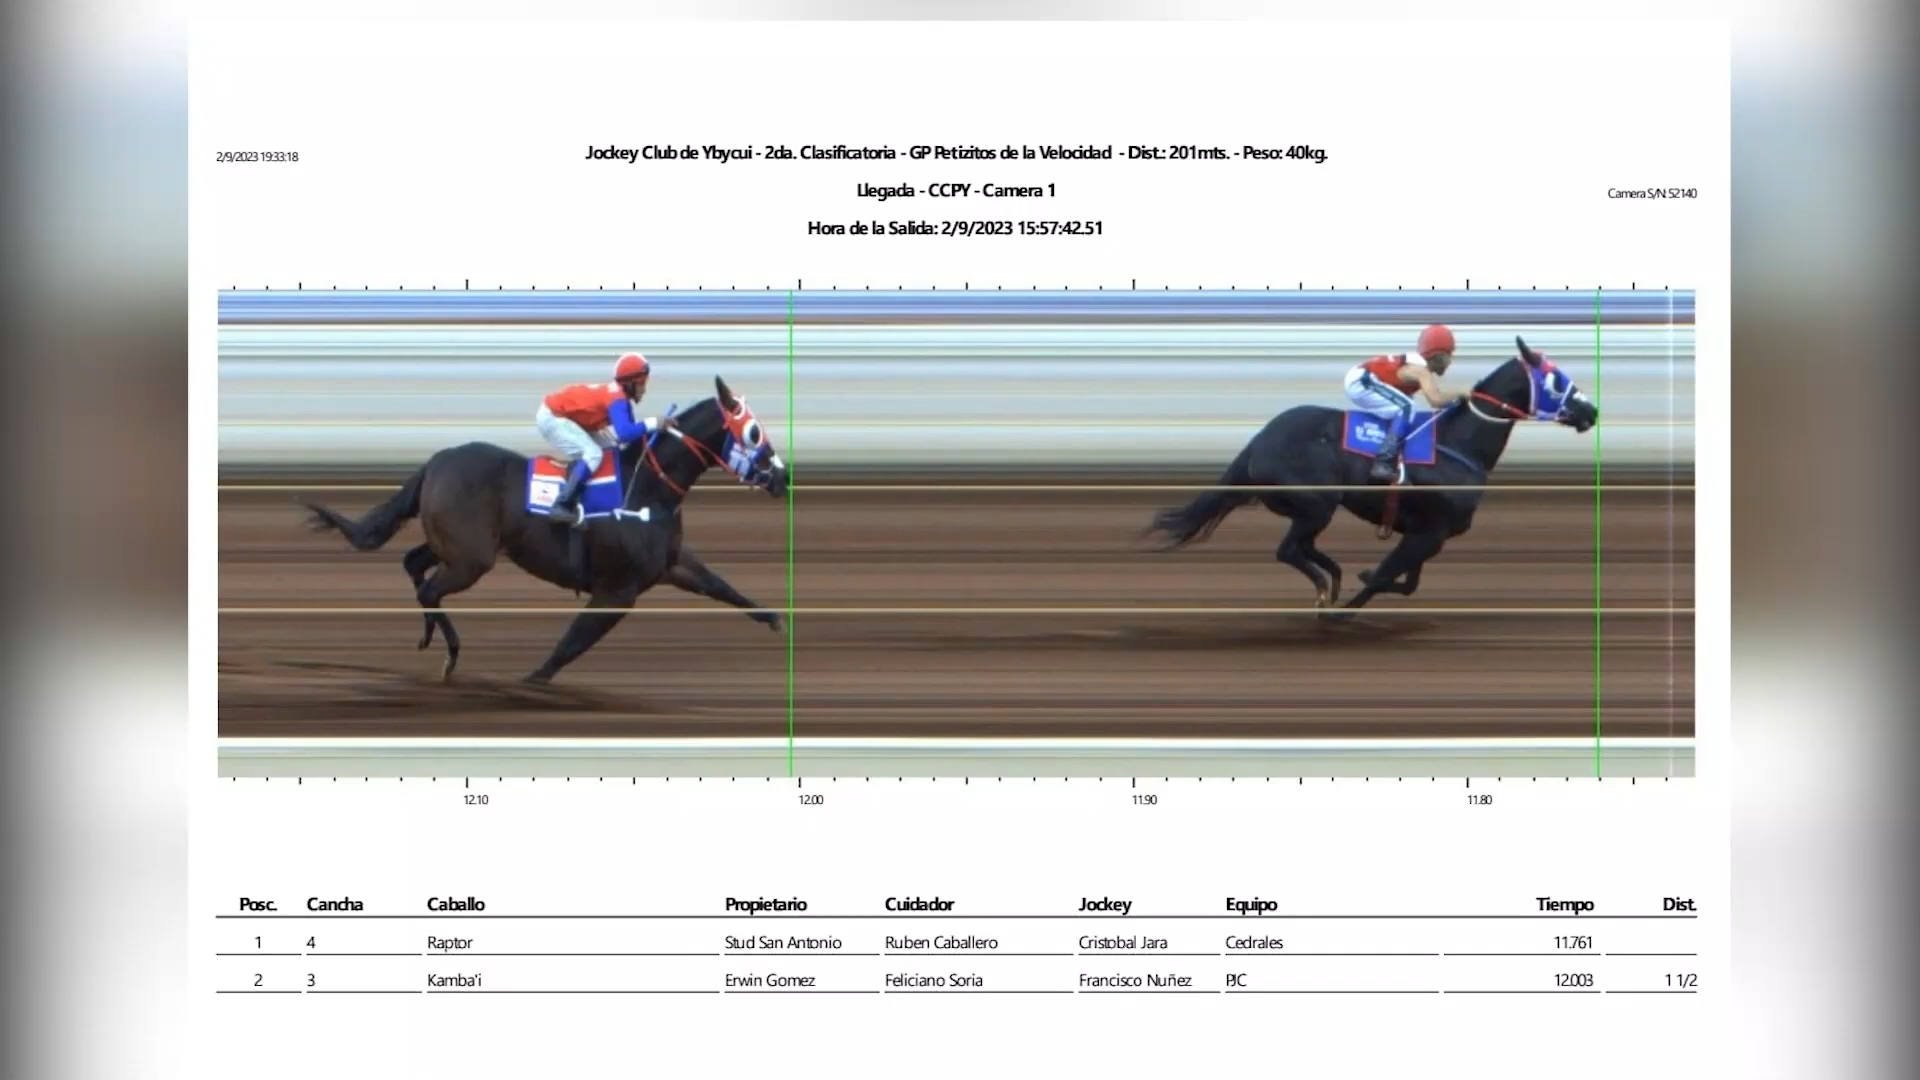 2/9/2023 19:33:18
Jockey Club de Ybycui - 2da. Clasificatoria - GP Petizitos de la Velocidad - Dist.: 201mts. - Peso: 40kg.
Llegada - CCPY - Camera 1
Camera S/N: 52140
Hora de la Salida: 2/9/2023 15:57:42.51
12.10 12.00 11.90 11.80
Posc. Cancha Caballo Propietario Cuidador Jockey Equipo Tiempo Dist.
1 4 Raptor Stud San Antonio Ruben Caballero Cristobal Jara Cedrales 11.761
2 3 Kamba'i Erwin Gomez Feliciano Soria Francisco Nuñez PJC 12.003 1 1/2